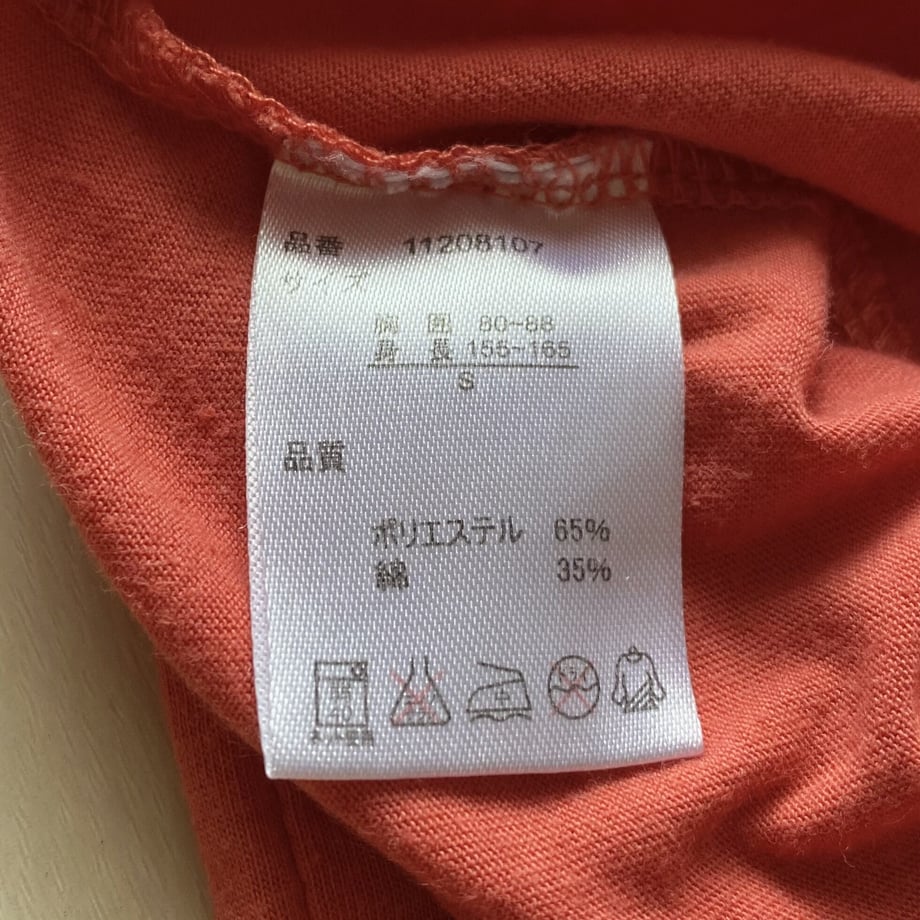 品番 11208107
サイズ
胸囲 80-88
身長 155-165
S
品質
ポリエステル 65%
綿 35%